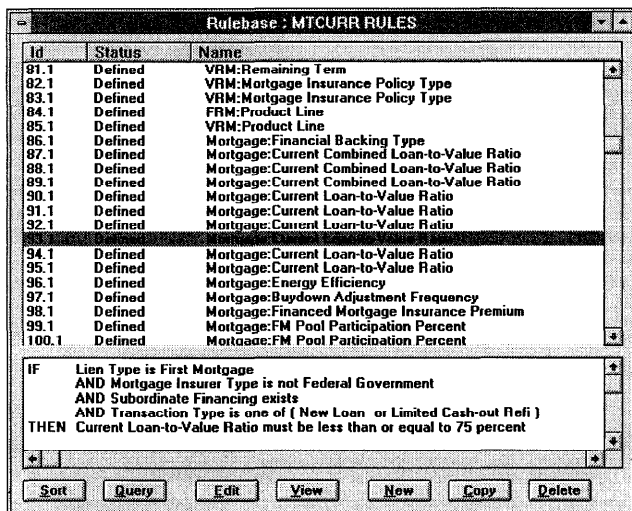 Rulebase : MTCURR RULES
Id Status Name
81.1 Defined VRM:Remaining Term
82.1 Defined VRM:Mortgage Insurance Policy Type
83.1 Defined VRM:Mortgage Insurance Policy Type
84.1 Defined FRM:Product Line
85.1 Defined VRM:Product Line
86.1 Defined Mortgage:Financial Backing Type
87.1 Defined Mortgage:Current Combined Loan-to-Value Ratio
88.1 Defined Mortgage:Current Combined Loan-to-Value Ratio
89.1 Defined Mortgage:Current Combined Loan-to-Value Ratio
90.1 Defined Mortgage:Current Loan-to-Value Ratio
91.1 Defined Mortgage:Current Loan-to-Value Ratio
92.1 Defined Mortgage:Current Loan-to-Value Ratio
94.1 Defined Mortgage:Current Loan-to-Value Ratio
95.1 Defined Mortgage:Current Loan-to-Value Ratio
96.1 Defined Mortgage:Energy Efficiency
97.1 Defined Mortgage:Buydown Adjustment Frequency
98.1 Defined Mortgage:Financed Mortgage Insurance Premium
99.1 Defined Mortgage:FM Pool Participation Percent
100.1 Defined Mortgage:FM Pool Participation Percent
IF Lien Type is First Mortgage
AND Mortgage Insurer Type is not Federal Government
AND Subordinate Financing exists
AND Transaction Type is one of ( New Loan or Limited Cash-out Refi )
THEN Current Loan-to-Value Ratio must be less than or equal to 75 percent
Sort Query Edit View New Copy Delete